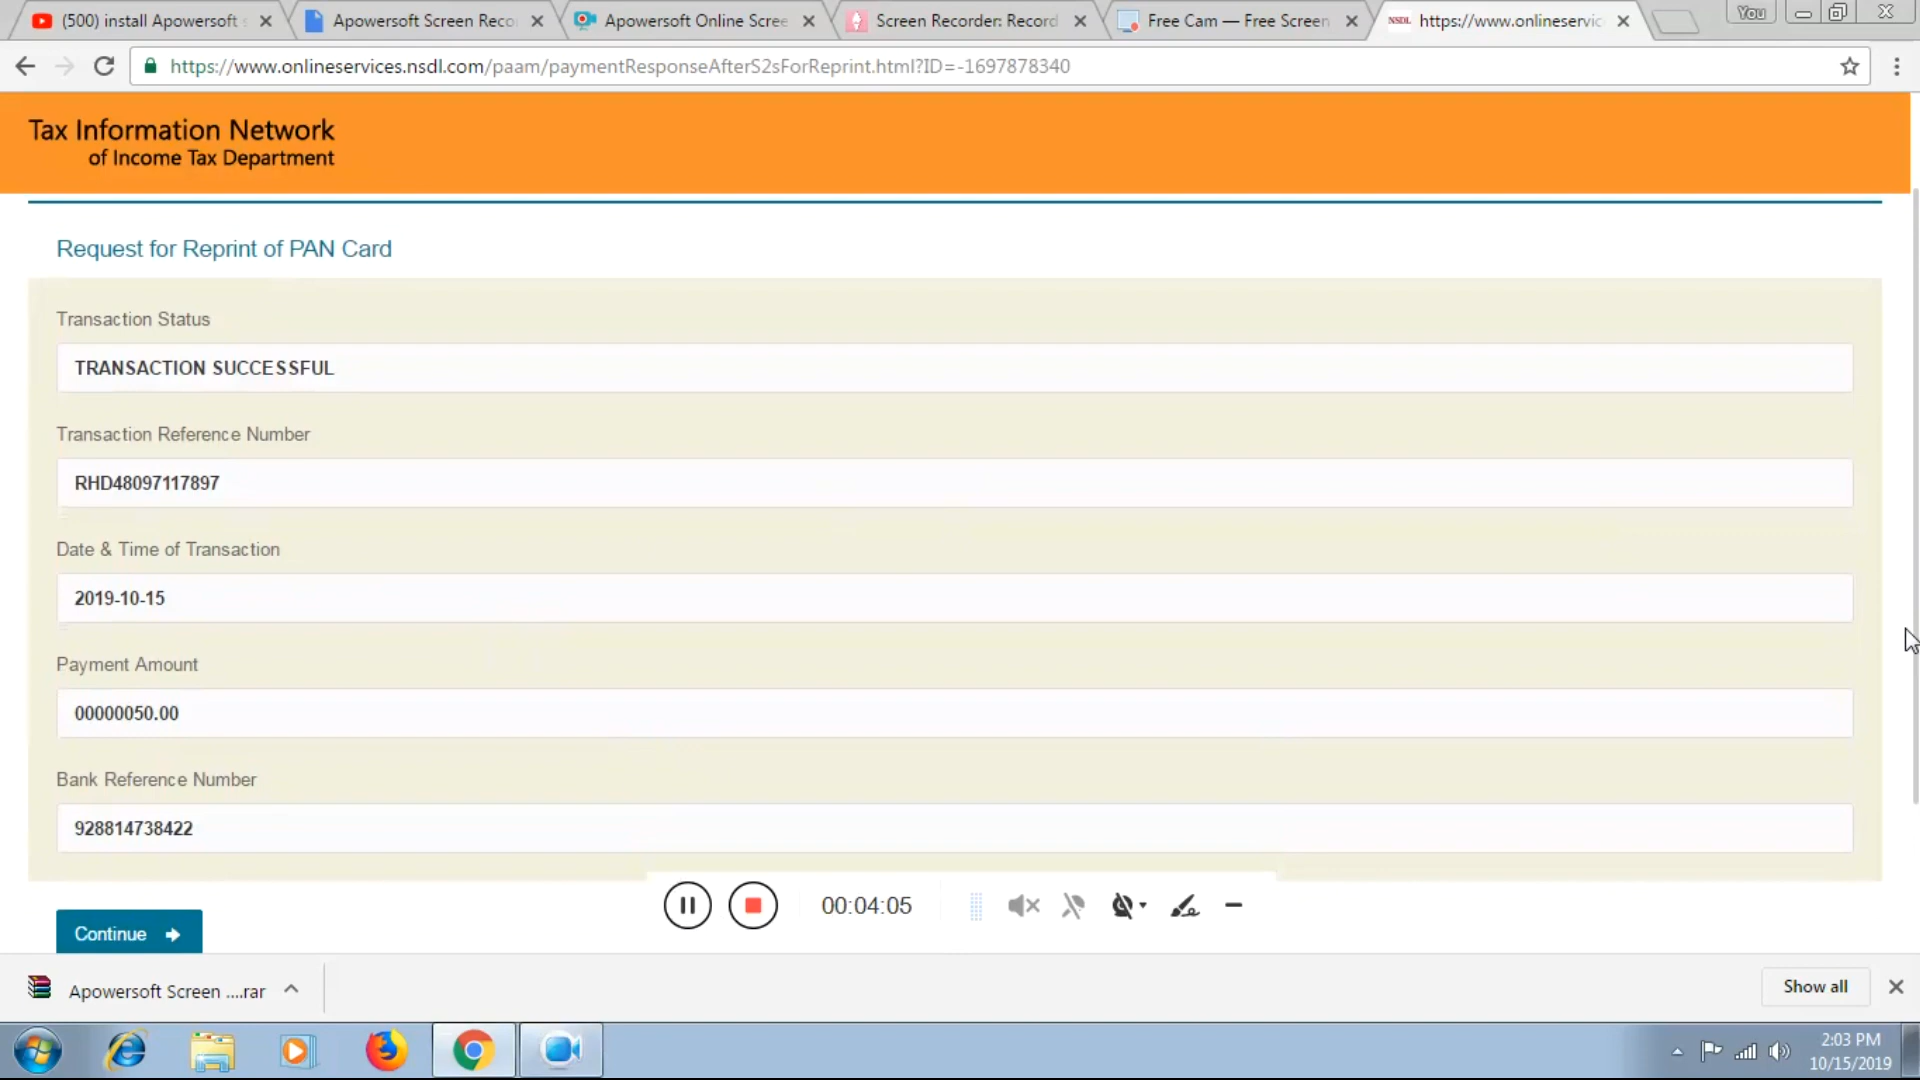 (500) install Apowersoft
Apowersoft Screen Reco
Apowersoft Online Scree
Screen Recorder: Record
Free Cam — Free Screen
NSDL https://www.onlineservic
You
https://www.onlineservices.nsdl.com/paam/paymentResponseAfterS2sForReprint.html?ID=-1697878340
Tax Information Network
of Income Tax Department
Request for Reprint of PAN Card
Transaction Status
TRANSACTION SUCCESSFUL
Transaction Reference Number
RHD48097117897
Date & Time of Transaction
2019-10-15
Payment Amount
00000050.00
Bank Reference Number
928814738422
00:04:05
Continue
Apowersoft Screen ....rar
Show all
2:03 PM
10/15/2019